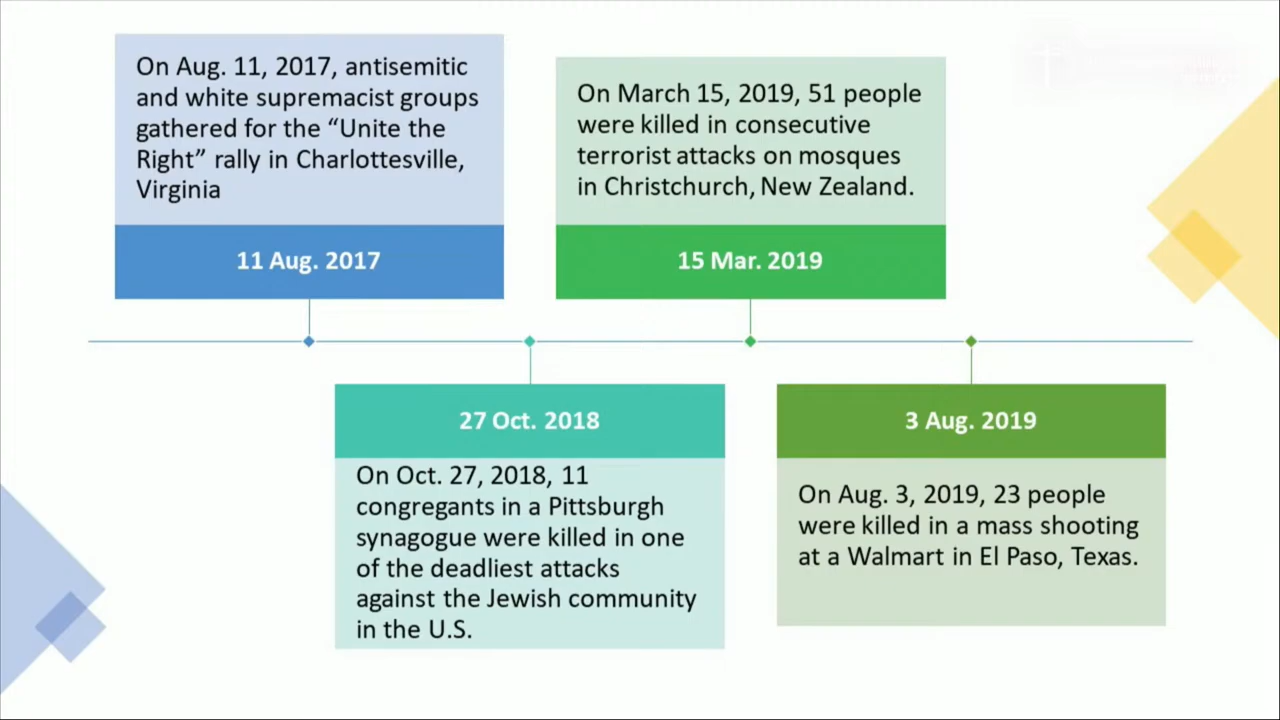 On Aug. 11, 2017, antisemitic
and white supremacist groups
gathered for the “Unite the
Right” rally in Charlottesville,
Virginia
11 Aug. 2017
On March 15, 2019, 51 people
were killed in consecutive
terrorist attacks on mosques
in Christchurch, New Zealand.
15 Mar. 2019
27 Oct. 2018
On Oct. 27, 2018, 11
congregants in a Pittsburgh
synagogue were killed in one
of the deadliest attacks
against the Jewish community
in the U.S.
3 Aug. 2019
On Aug. 3, 2019, 23 people
were killed in a mass shooting
at a Walmart in El Paso, Texas.